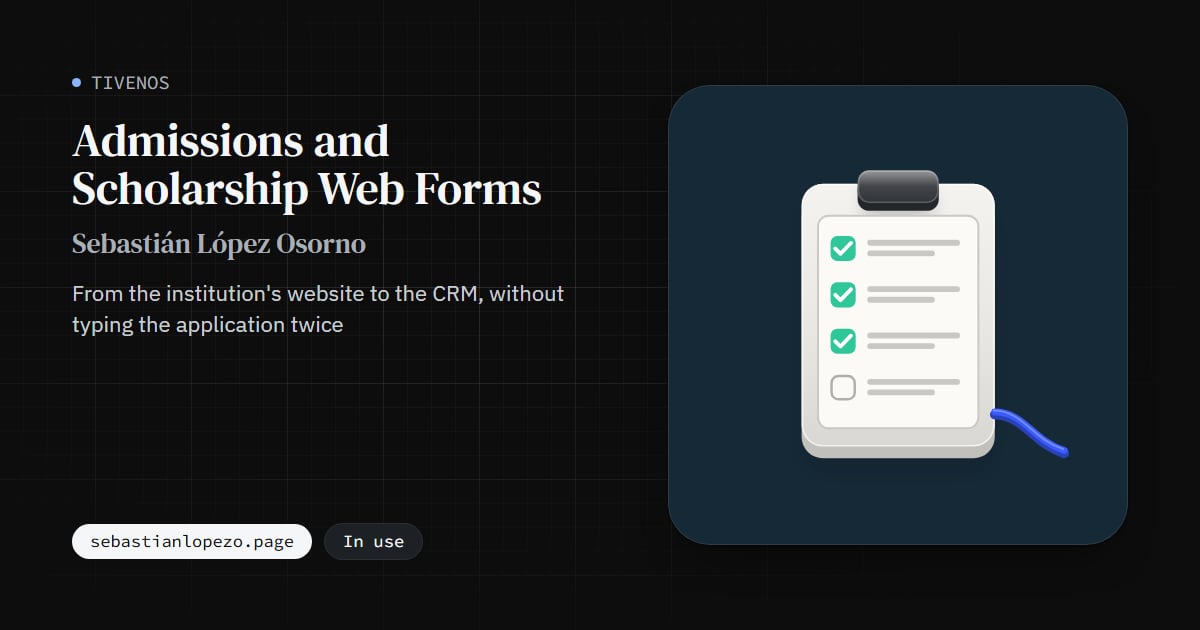 TIVENOS
Admissions and
Scholarship Web Forms
Sebastián López Osorno
From the institution's website to the CRM, without
typing the application twice
sebastianlopezo.page
In use